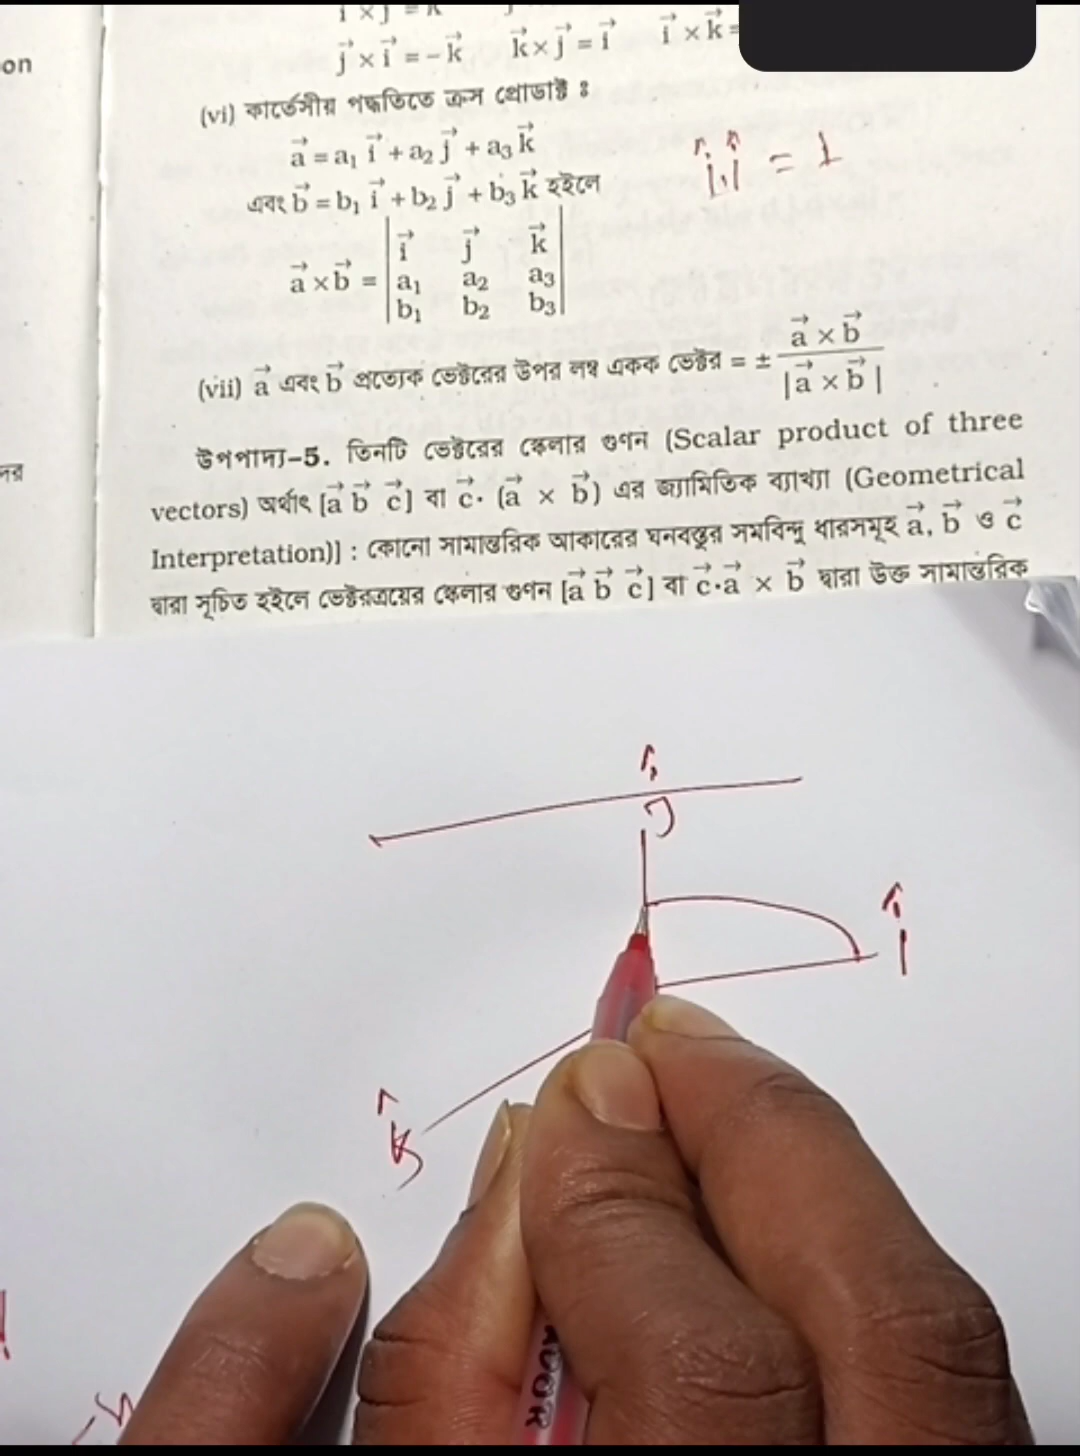 on
i⃗ × j⃗ = k⃗
j⃗ × i⃗ = − k⃗ k⃗ × j⃗ = i⃗ i⃗ × k⃗ =
(vi) কার্তেসীয় পদ্ধতিতে ক্রস প্রোডাক্ট ঃ
a⃗ = a₁ i⃗ + a₂ j⃗ + a₃ k⃗
এবং b⃗ = b₁ i⃗ + b₂ j⃗ + b₃ k⃗ হইলে
î.î = 1
a⃗ × b⃗ = | i⃗ j⃗ k⃗ |
| a₁ a₂ a₃ |
| b₁ b₂ b₃ |
(vii) a⃗ এবং b⃗ প্রত্যেক ভেক্টরের উপর লম্ব একক ভেক্টর = ± a⃗ × b⃗ / |a⃗ × b⃗|
উপপাদ্য-5. তিনটি ভেক্টরের স্কেলার গুণন (Scalar product of three
vectors) অর্থাৎ [a⃗ b⃗ c⃗] বা c⃗· (a⃗ × b⃗) এর জ্যামিতিক ব্যাখ্যা (Geometrical
Interpretation)] : কোনো সামান্তরিক আকারের ঘনবস্তুর সমবিন্দু ধারসমূহ a⃗, b⃗ ও c⃗
দ্বারা সূচিত হইলে ভেক্টরত্রয়ের স্কেলার গুণন [a⃗ b⃗ c⃗] বা c⃗·a⃗ × b⃗ দ্বারা উক্ত সামান্তরিক
ĵ
î
k̂